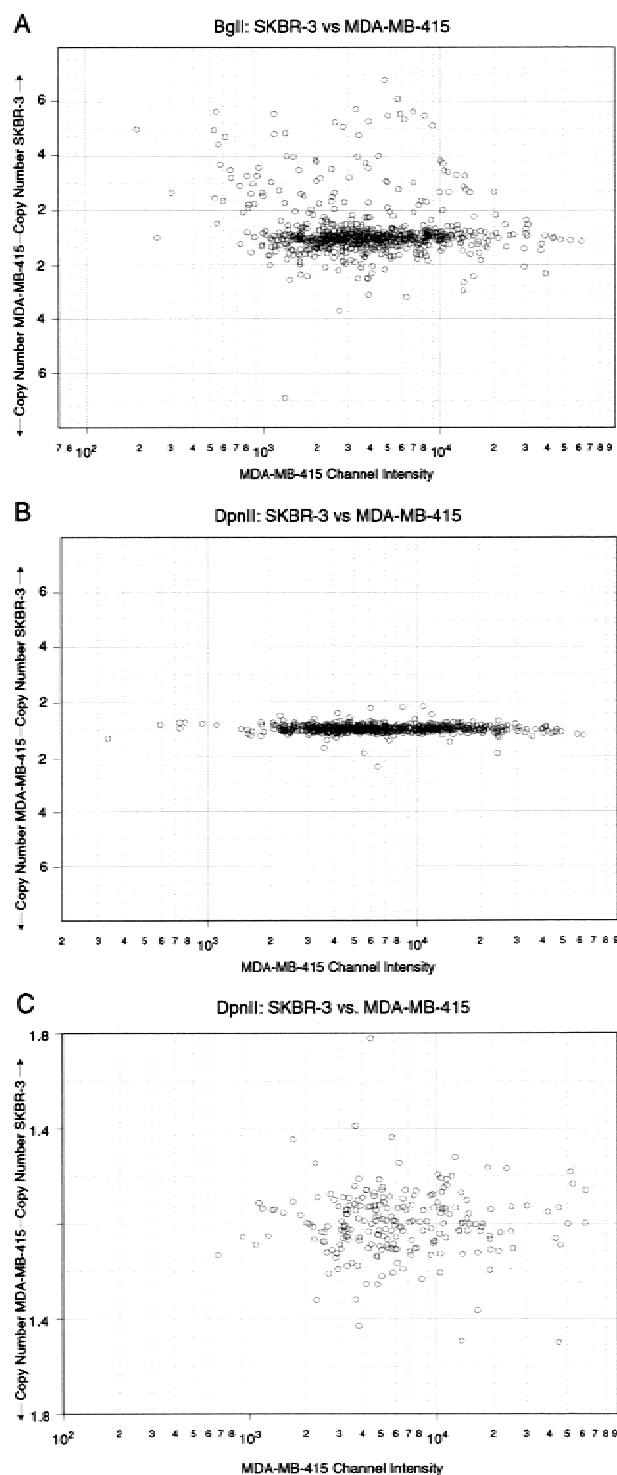 A
BglII: SKBR-3 vs MDA-MB-415
←— Copy Number MDA-MB-415 — Copy Number SKBR-3 —→
6
4
2
2
4
6
7 8 10² 2 3 4 5 6 7 8 10³ 2 3 4 5 6 7 8 10⁴ 2 3 4 5 6 7 8 9
MDA-MB-415 Channel Intensity
B
DpnII: SKBR-3 vs MDA-MB-415
←— Copy Number MDA-MB-415 — Copy Number SKBR-3 —→
6
4
2
2
4
6
2 3 4 5 6 7 8 10³ 2 3 4 5 6 7 8 10⁴ 2 3 4 5 6 7 8 9
MDA-MB-415 Channel Intensity
C
DpnII: SKBR-3 vs. MDA-MB-415
←— Copy Number MDA-MB-415 — Copy Number SKBR-3 —→
1.8
1.4
1.4
1.8
10² 2 3 4 5 6 7 8 10³ 2 3 4 5 6 7 8 10⁴ 2 3 4 5 6 7 8 9
MDA-MB-415 Channel Intensity